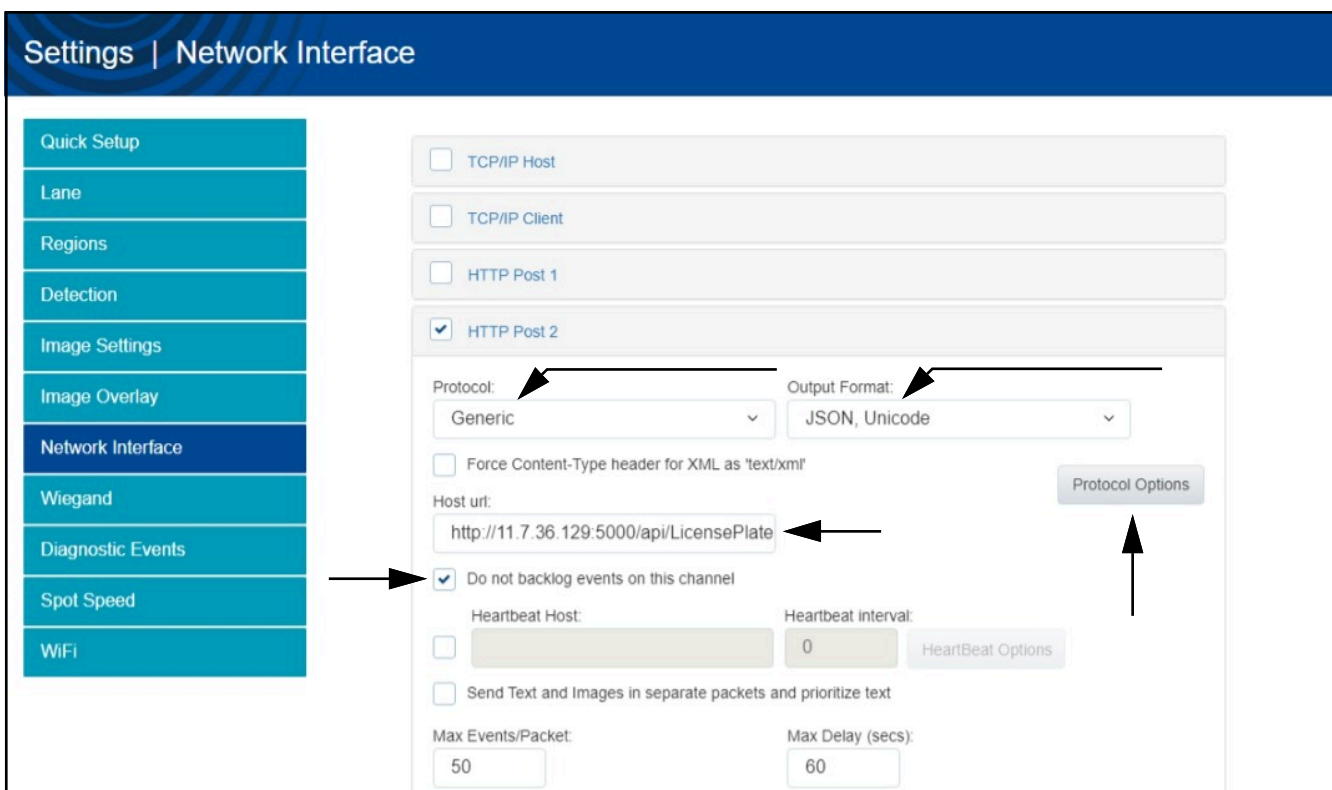 Settings | Network Interface
Quick Setup
Lane
Regions
Detection
Image Settings
Image Overlay
Network Interface
Wiegand
Diagnostic Events
Spot Speed
WiFi
TCP/IP Host
TCP/IP Client
HTTP Post 1
HTTP Post 2
Protocol: Output Format:
Generic JSON, Unicode
Force Content-Type header for XML as 'text/xml'
Protocol Options
Host url:
http://11.7.36.129:5000/api/LicensePlate
Do not backlog events on this channel
Heartbeat Host: Heartbeat interval:
0 HeartBeat Options
Send Text and Images in separate packets and prioritize text
Max Events/Packet: Max Delay (secs):
50 60